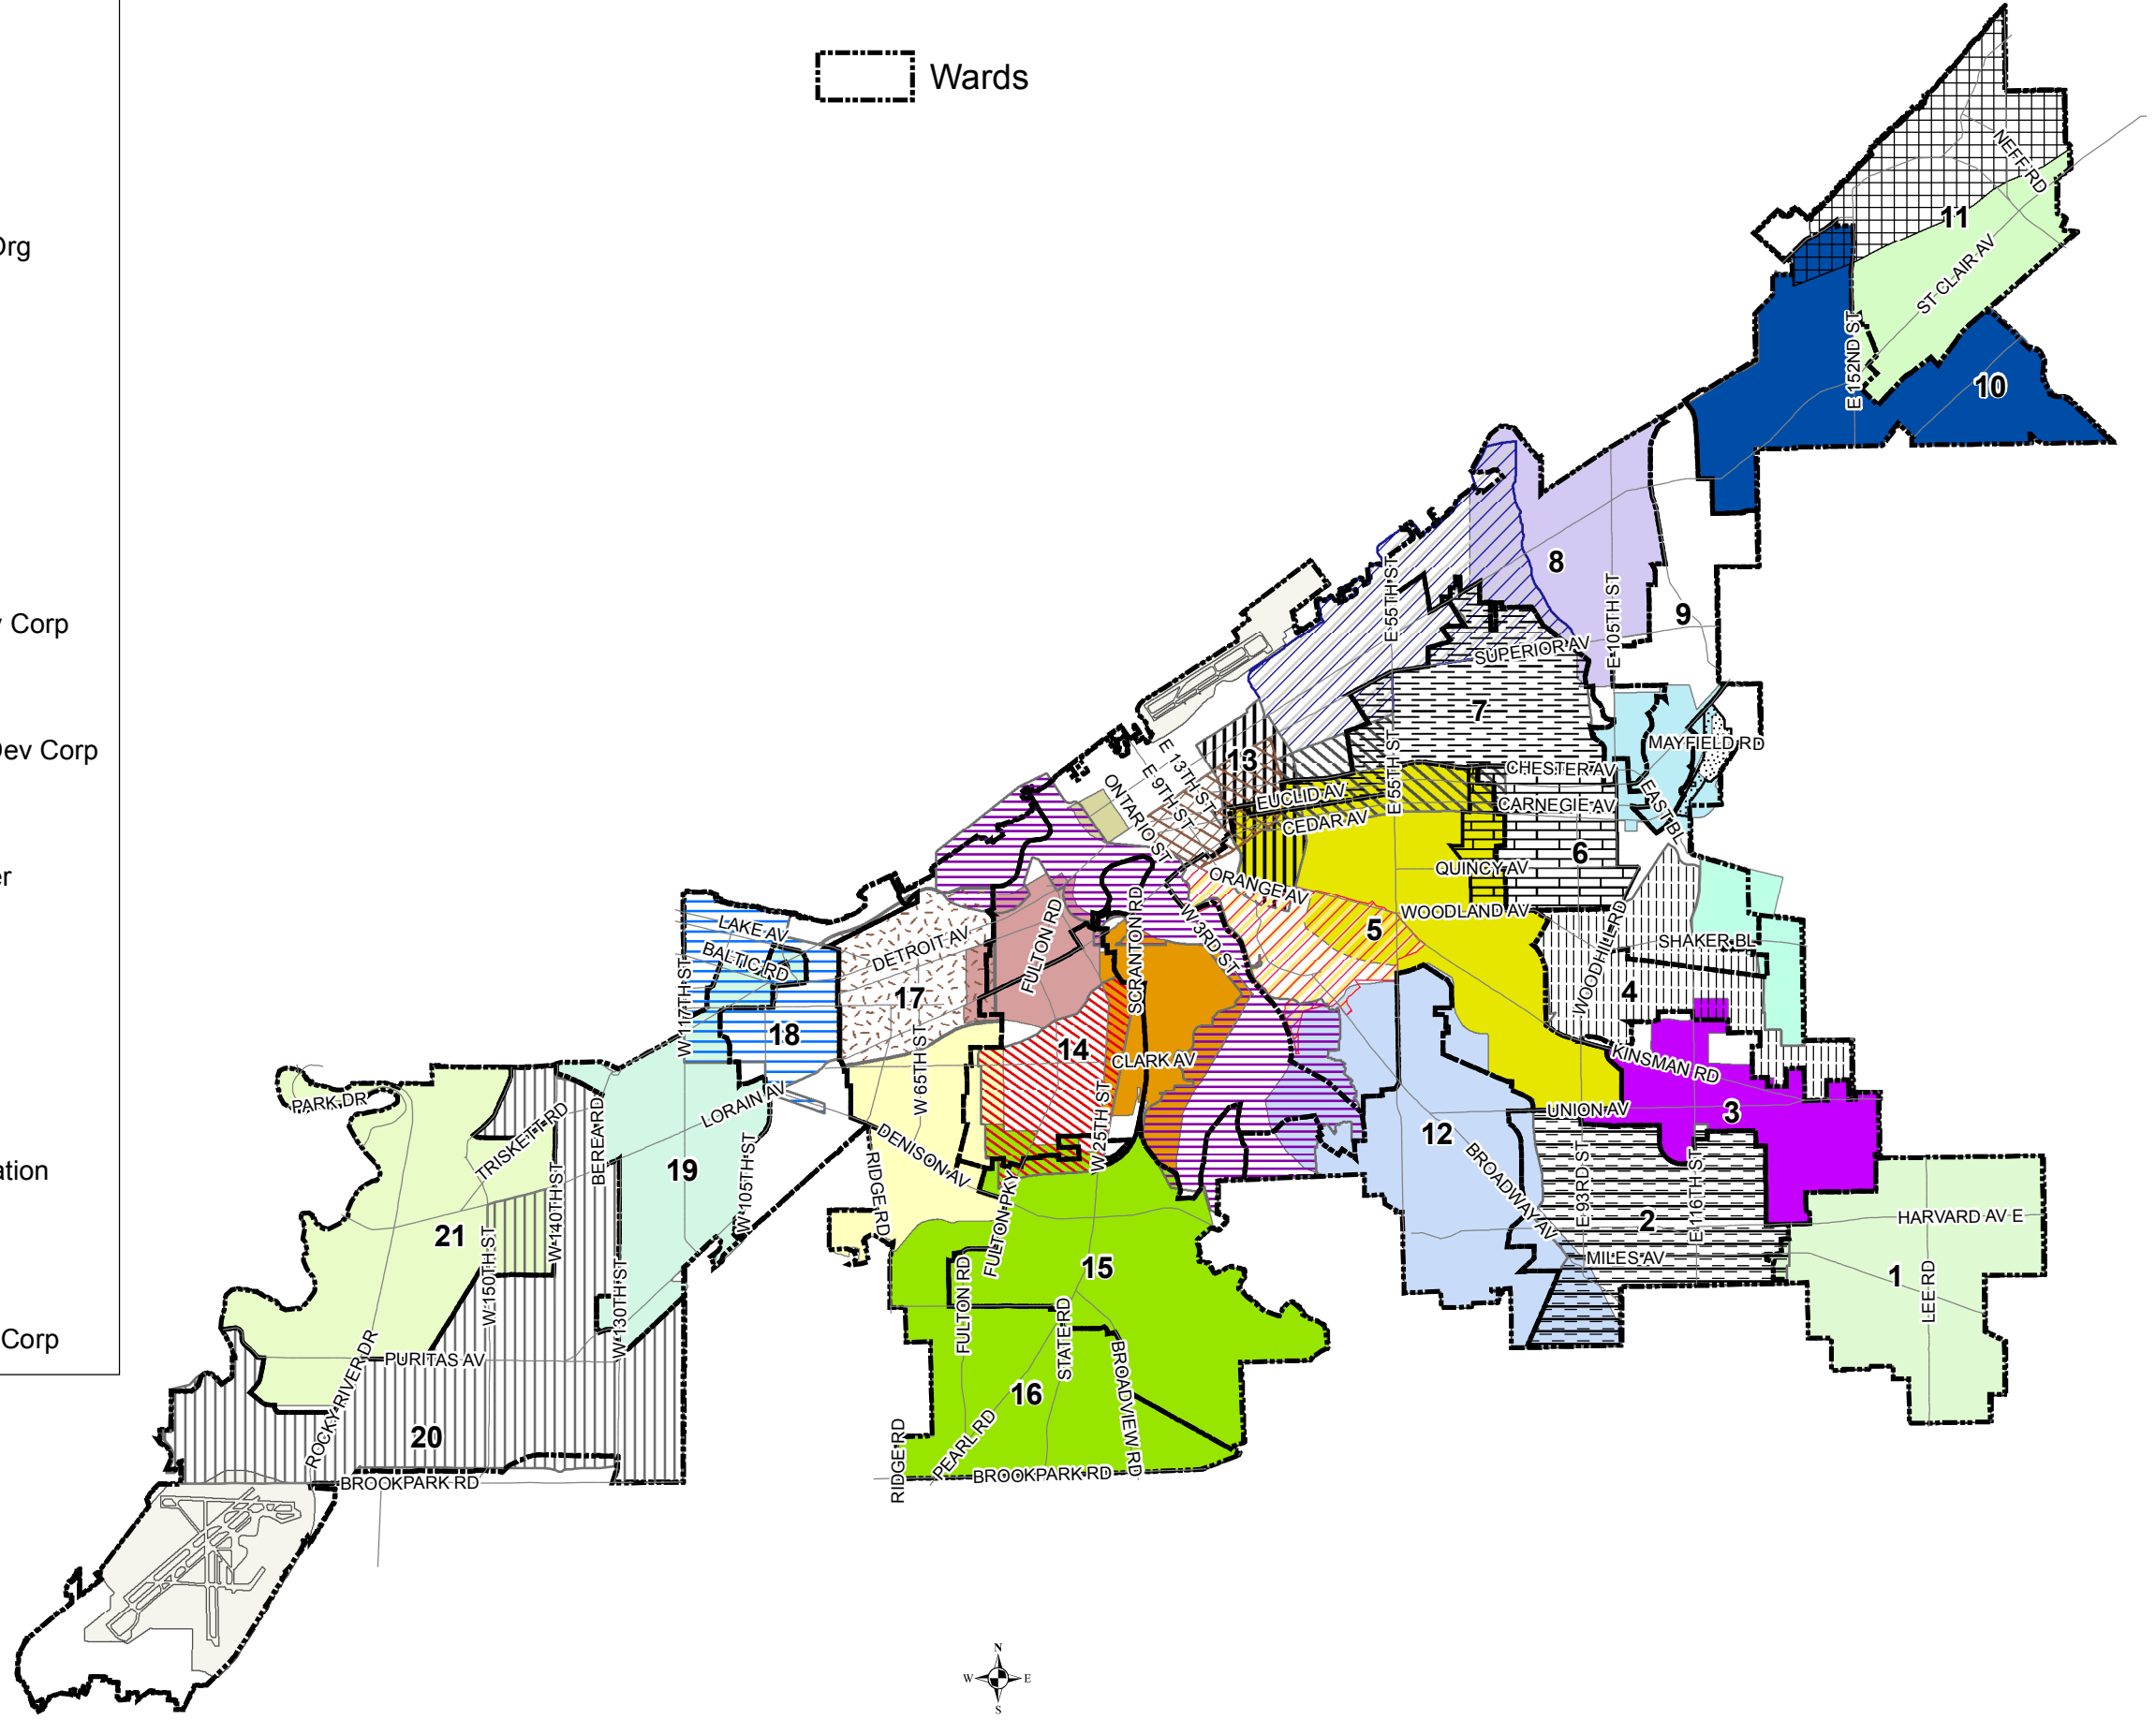 Wards
Org
y Corp
Dev Corp
er
ation
Corp
NEFF RD
11
ST CLAIR AV
E 152ND ST
10
8
E 105TH ST
9
E 55TH ST
SUPERIOR AV
7
MAYFIELD RD
13
E 13TH ST
E 9TH ST
ONTARIO ST
CHESTER AV
EUCLID AV
E 55TH ST
CARNEGIE AV
EAST BL
CEDAR AV
6
QUINCY AV
ORANGE AV
WOODLAND AV
5
WOODHILL RD
SHAKER BL
4
LAKE AV
BALTIC RD
DETROIT AV
FULTON RD
SCRANTON RD
W 3RD ST
W 117TH ST
17
18
W 65TH ST
14
CLARK AV
KINSMAN RD
3
UNION AV
12
PARK DR
TRISKETT RD
BEREA RD
LORAIN AV
W 25TH ST
DENISON AV
19
W 105TH ST
RIDGE RD
FULTON PKY
BROADWAY AV
E 93RD ST
E 116TH ST
2
MILES AV
HARVARD AV E
1
LEE RD
21
W 150TH ST
W 140TH ST
W 130TH ST
15
FULTON RD
STATE RD
BROADVIEW RD
PURITAS AV
ROCKY RIVER DR
16
20
RIDGE RD
PEARL RD
BROOKPARK RD
BROOKPARK RD
N
W E
S